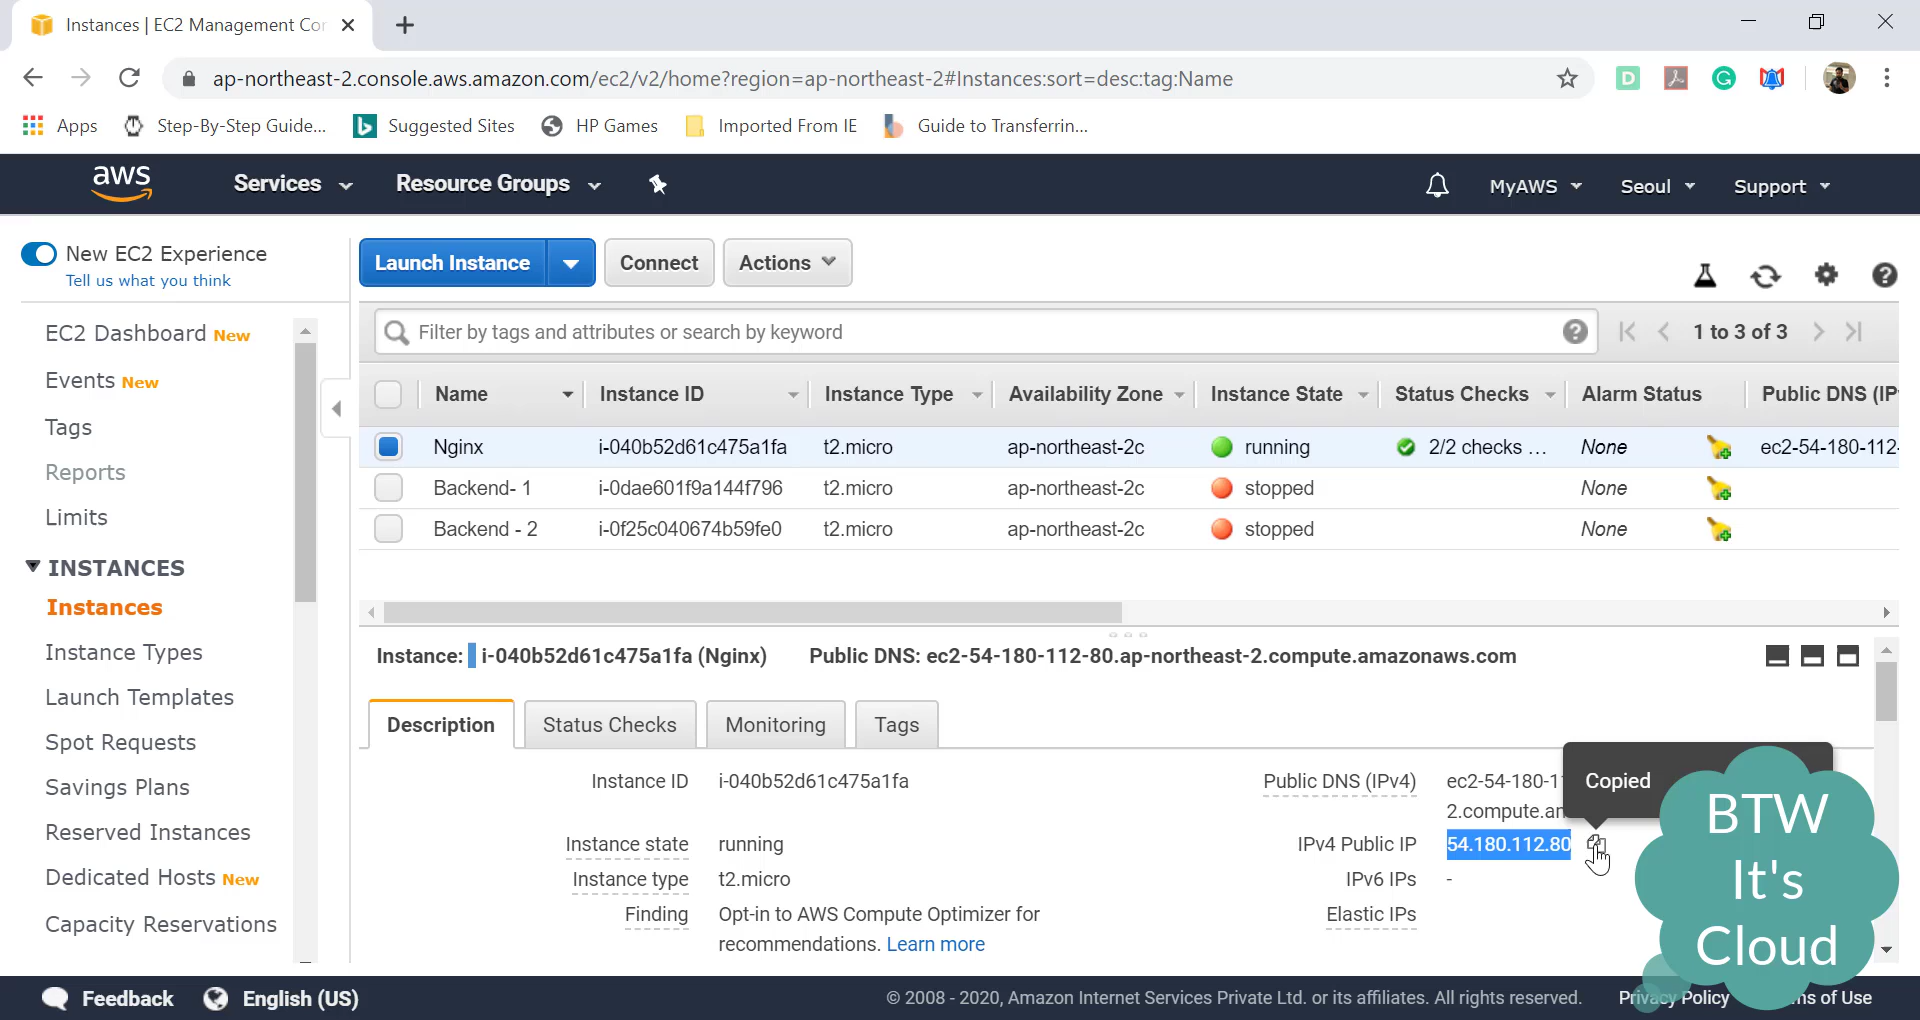 Instances | EC2 Management Co
ap-northeast-2.console.aws.amazon.com/ec2/v2/home?region=ap-northeast-2#Instances:sort=desc:tag:Name
Apps Step-By-Step Guide... Suggested Sites HP Games Imported From IE Guide to Transferrin...
aws Services Resource Groups MyAWS Seoul Support
New EC2 Experience
Tell us what you think
Launch Instance Connect Actions
EC2 Dashboard New
Events New
Tags
Reports
Limits
INSTANCES
Instances
Instance Types
Launch Templates
Spot Requests
Savings Plans
Reserved Instances
Dedicated Hosts New
Capacity Reservations
Filter by tags and attributes or search by keyword 1 to 3 of 3
Name Instance ID Instance Type Availability Zone Instance State Status Checks Alarm Status Public DNS (IP
Nginx i-040b52d61c475a1fa t2.micro ap-northeast-2c running 2/2 checks ... None ec2-54-180-112-
Backend- 1 i-0dae601f9a144f796 t2.micro ap-northeast-2c stopped None
Backend - 2 i-0f25c040674b59fe0 t2.micro ap-northeast-2c stopped None
Instance: i-040b52d61c475a1fa (Nginx) Public DNS: ec2-54-180-112-80.ap-northeast-2.compute.amazonaws.com
Description Status Checks Monitoring Tags
Instance ID i-040b52d61c475a1fa Public DNS (IPv4) ec2-54-180-1
2.compute.am
Copied
Instance state running IPv4 Public IP 54.180.112.80
Instance type t2.micro IPv6 IPs -
Finding Opt-in to AWS Compute Optimizer for Elastic IPs
recommendations. Learn more
BTW
It's
Cloud
Feedback English (US) © 2008 - 2020, Amazon Internet Services Private Ltd. or its affiliates. All rights reserved. Privacy Policy ms of Use